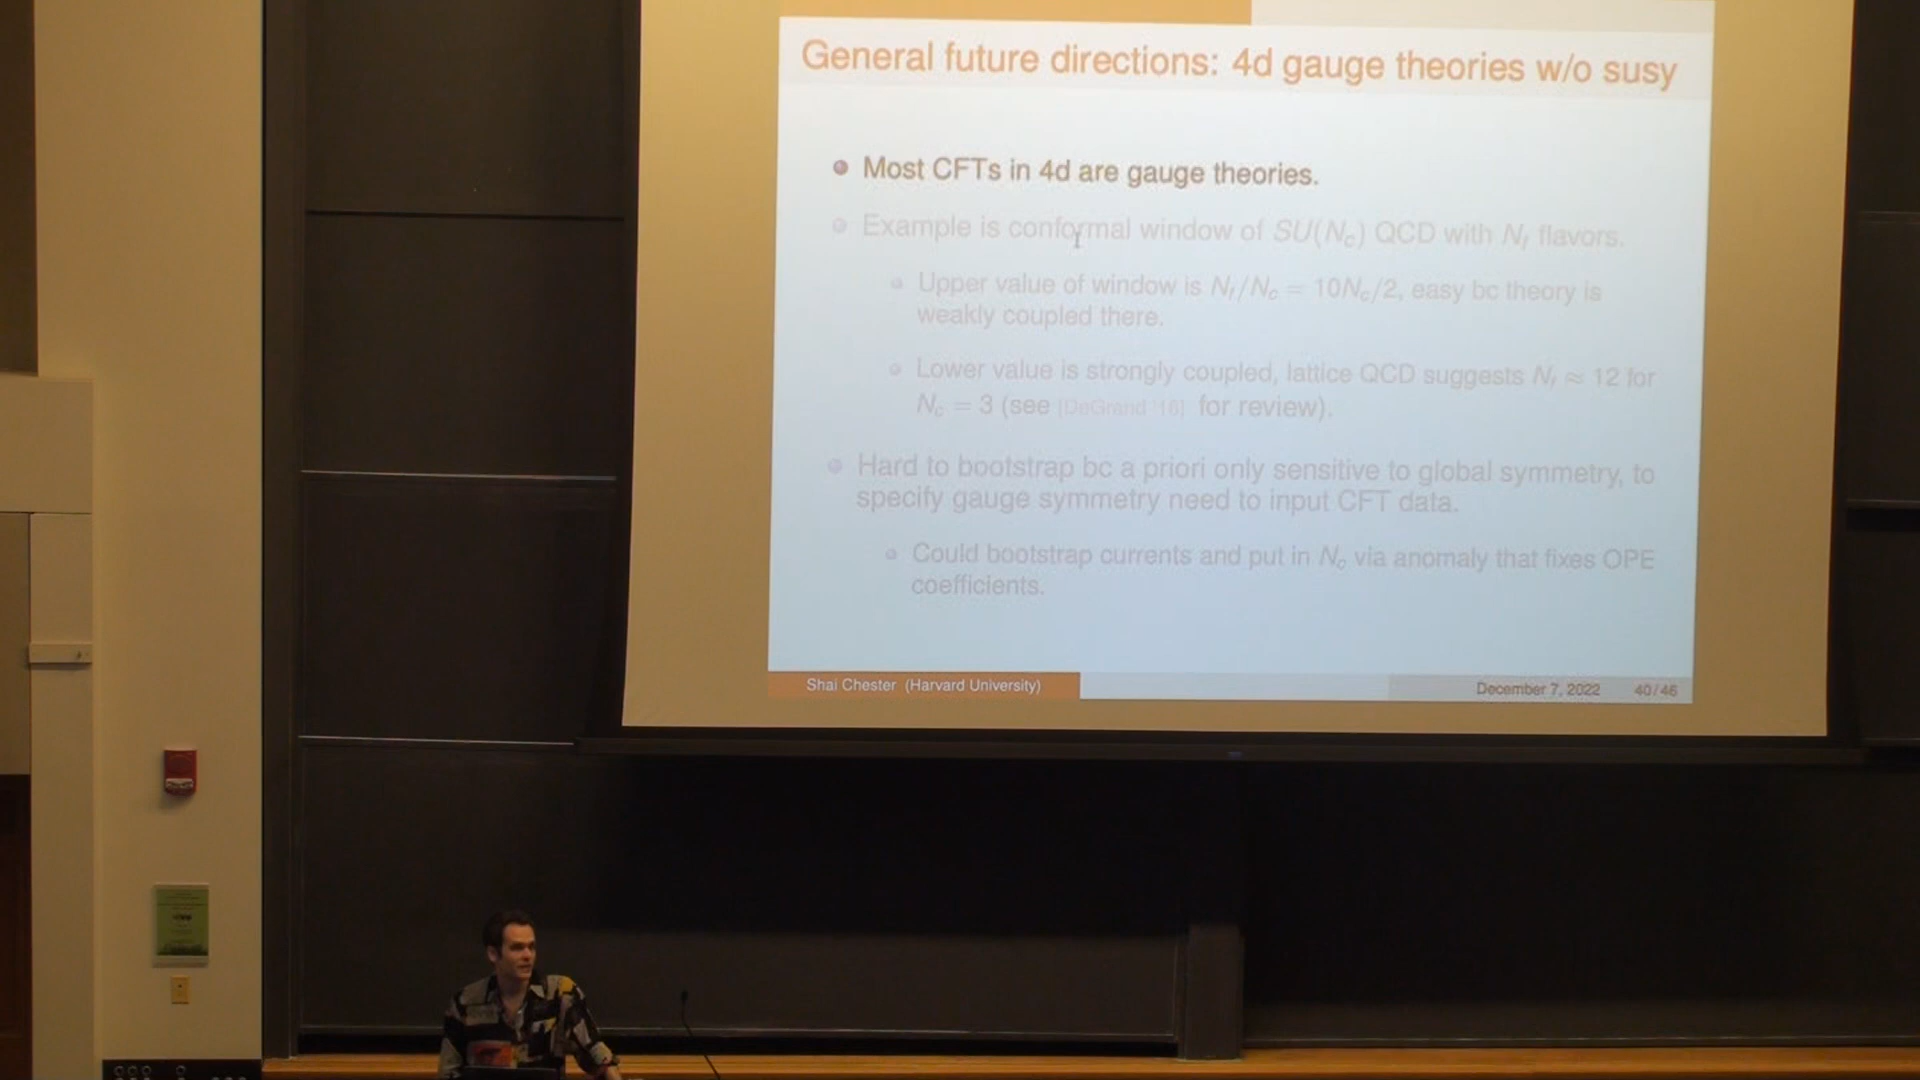 General future directions: 4d gauge theories w/o susy
Most CFTs in 4d are gauge theories.
Example is conformal window of SU(N_c) QCD with N_f flavors.
Upper value of window is N_f/N_c = 10N_c/2, easy bc theory is
weakly coupled there.
Lower value is strongly coupled, lattice QCD suggests N_f ≈ 12 for
N_c = 3 (see [DeGrand '16] for review).
Hard to bootstrap bc a priori only sensitive to global symmetry, to
specify gauge symmetry need to input CFT data.
Could bootstrap currents and put in N_c via anomaly that fixes OPE
coefficients.
Shai Chester (Harvard University)
December 7, 2022 40/46